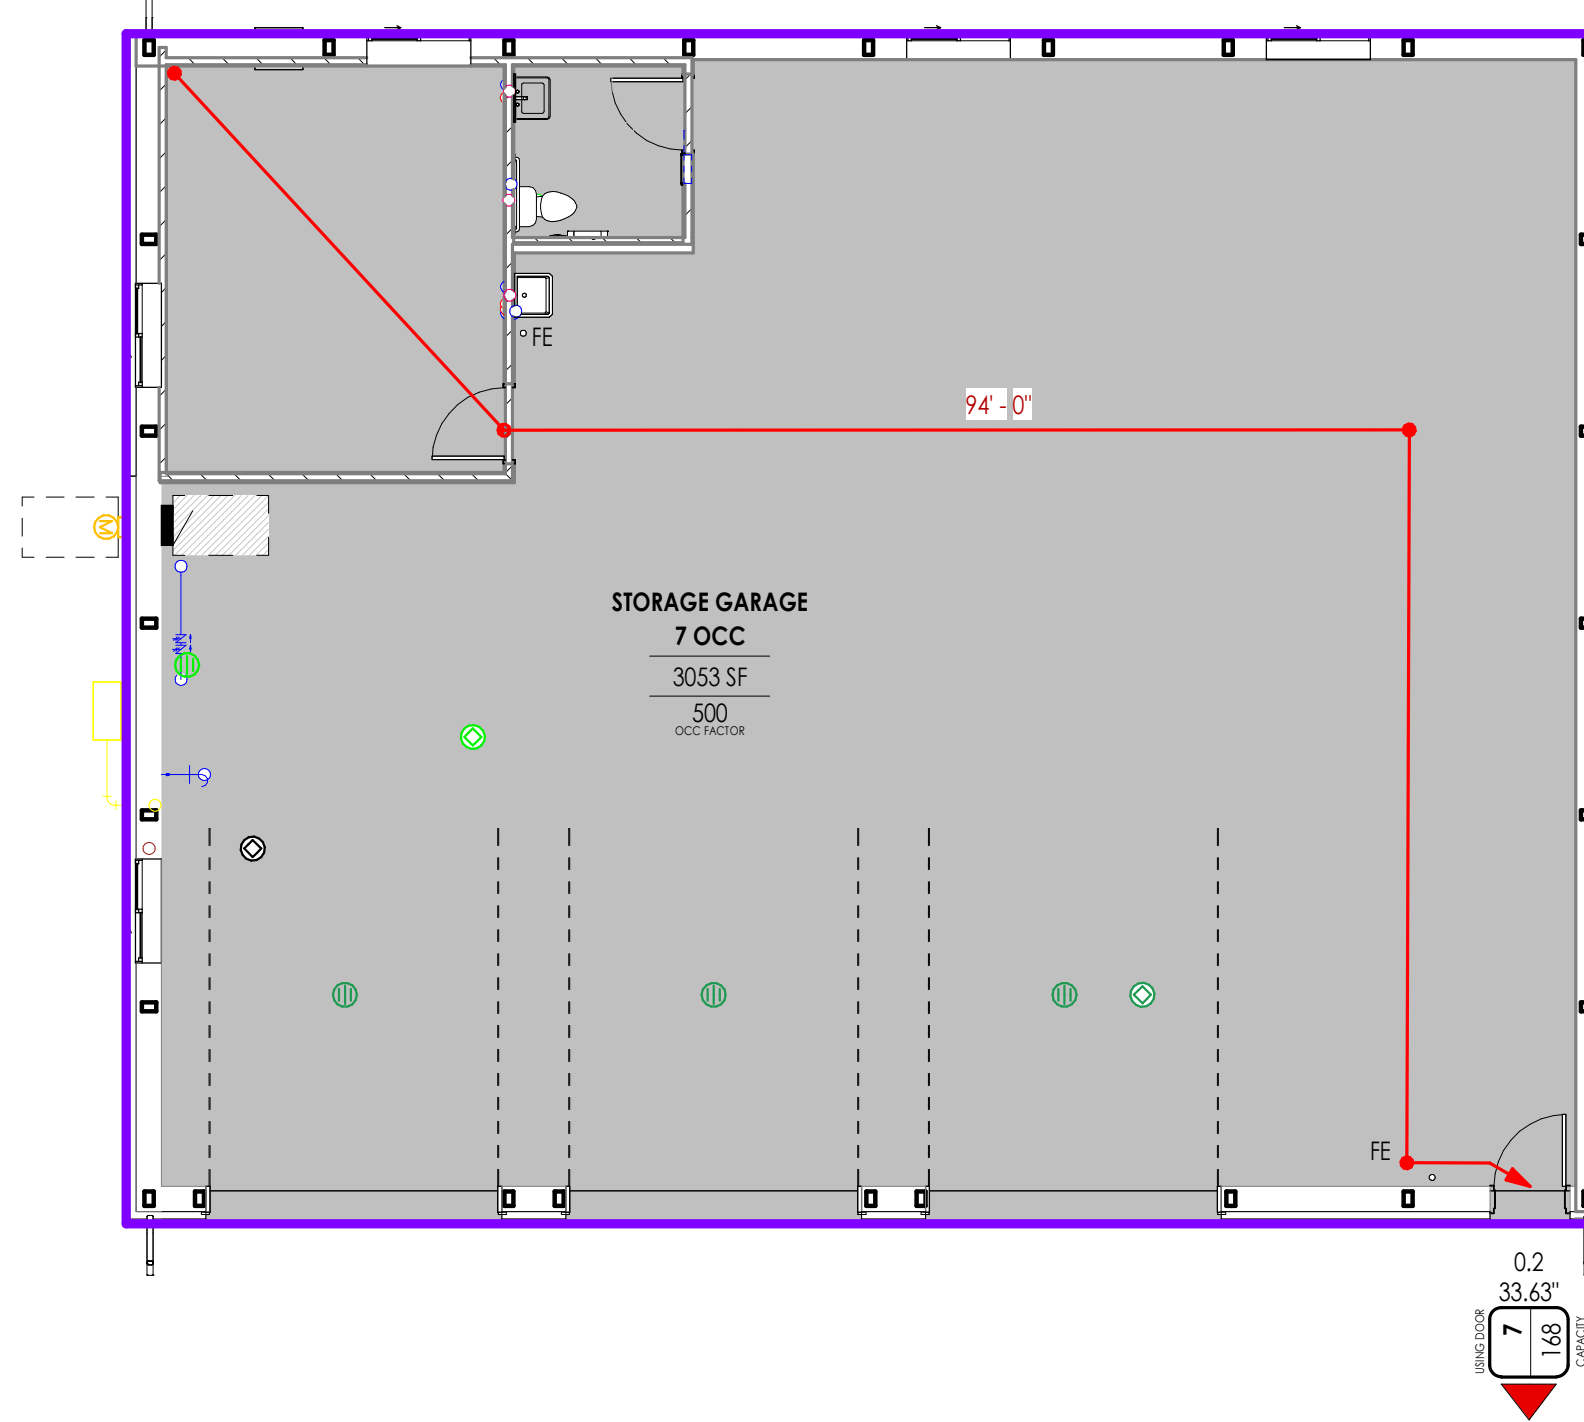 FE
94' - 0"
M
STORAGE GARAGE
7 OCC
3053 SF
500
OCC FACTOR
FE
0.2
33.63"
USING DOOR
7
168
CAPACITY